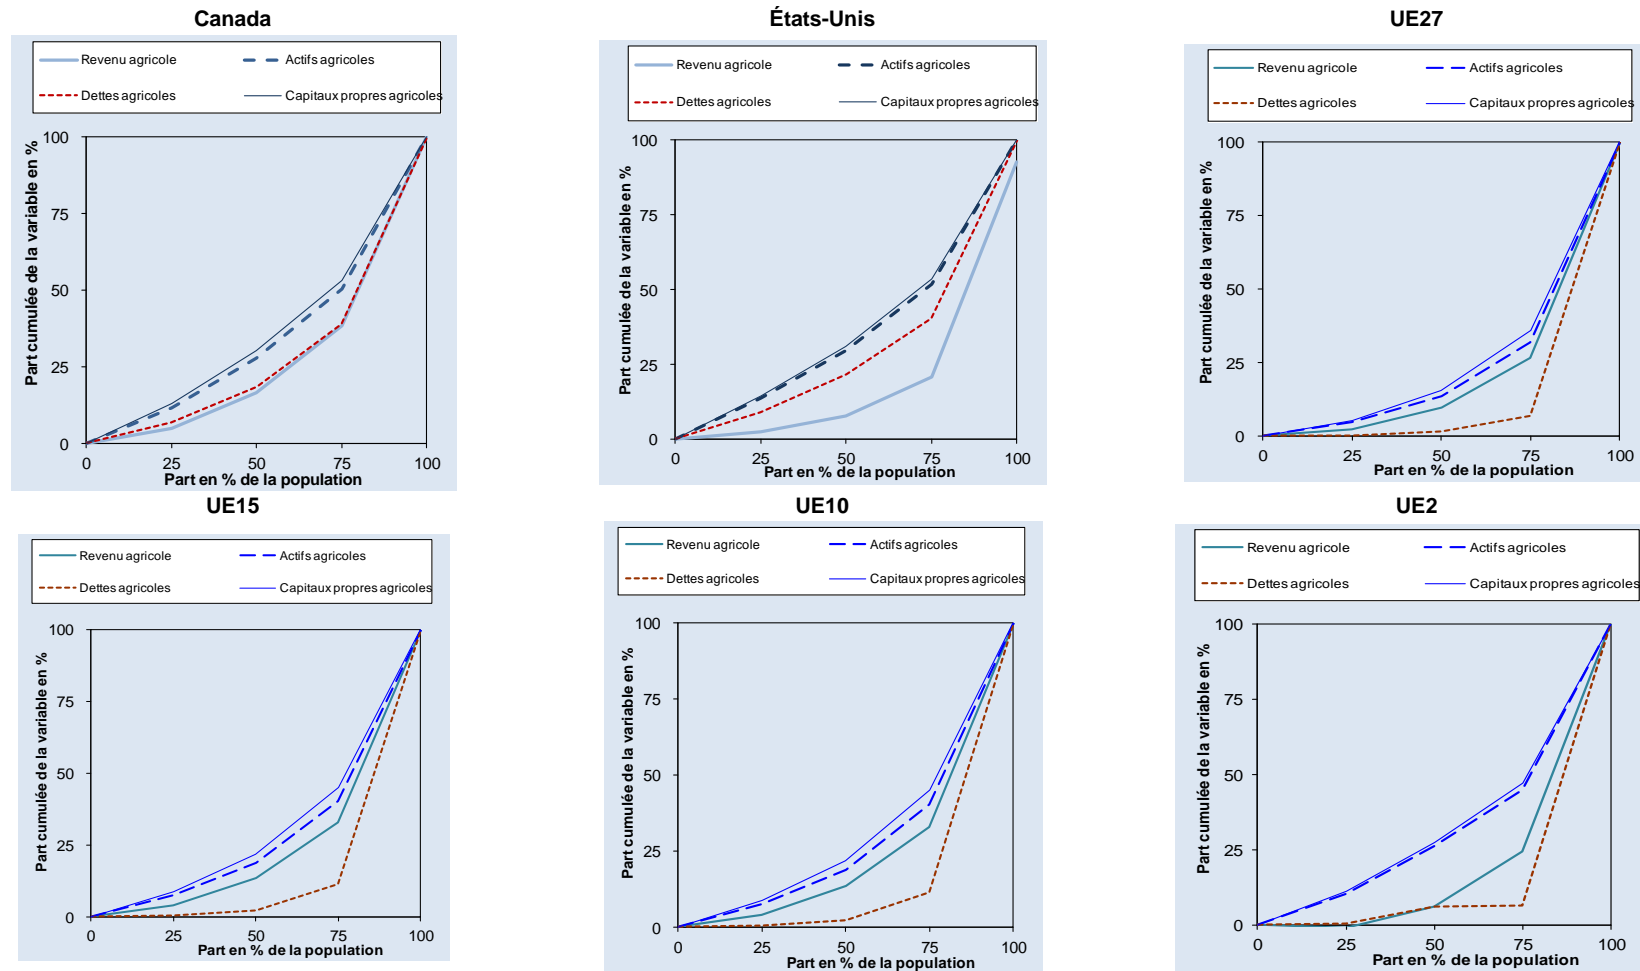 Canada
Revenu agricole
Actifs agricoles
Dettes agricoles
Capitaux propres agricoles
Part cumulée de la variable en %
100
75
50
25
0
0 25 50 75 100
Part en % de la population
États-Unis
Revenu agricole
Actifs agricoles
Dettes agricoles
Capitaux propres agricoles
Part cumulée de la variable en %
100
75
50
25
0
0 25 50 75 100
Part en % de la population
UE27
Revenu agricole
Actifs agricoles
Dettes agricoles
Capitaux propres agricoles
Part cumulée de la variable en %
100
75
50
25
0
0 25 50 75 100
Part en % de la population
UE15
Revenu agricole
Actifs agricoles
Dettes agricoles
Capitaux propres agricoles
Part cumulée de la variable en %
100
75
50
25
0
0 25 50 75 100
Part en % de la population
UE10
Revenu agricole
Actifs agricoles
Dettes agricoles
Capitaux propres agricoles
Part cumulée de la variable en %
100
75
50
25
0
0 25 50 75 100
Part en % de la population
UE2
Revenu agricole
Actifs agricoles
Dettes agricoles
Capitaux propres agricoles
Part cumulée de la variable en %
100
75
50
25
0
0 25 50 75 100
Part en % de la population